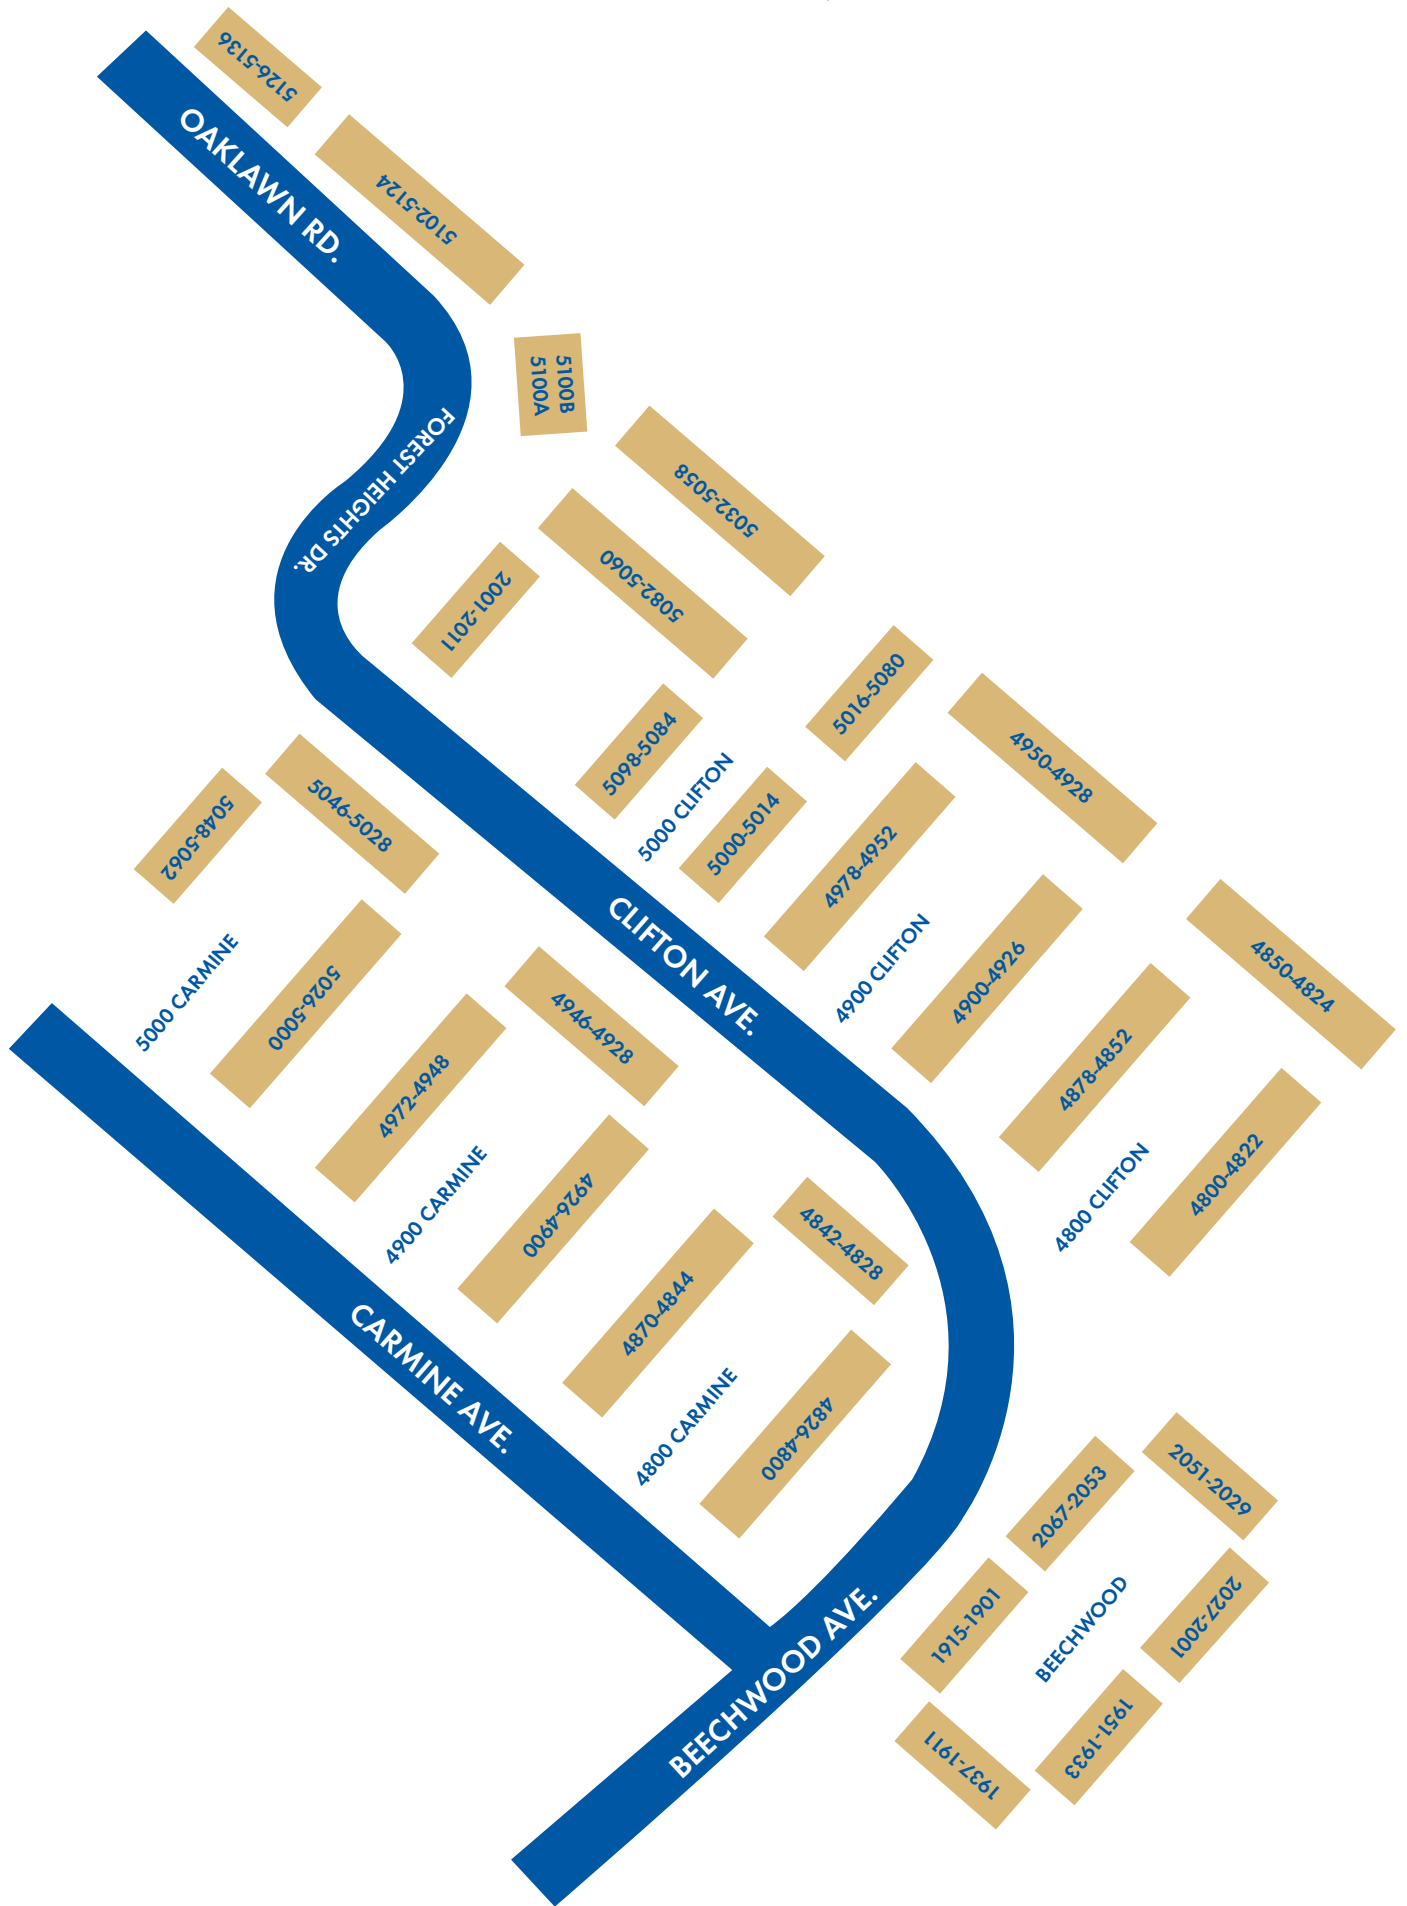 5126-5136
OAKLAWN RD.
5102-5124
5100B
5100A
FOREST HEIGHTS DR.
5032-5058
5082-5060
2001-2011
5016-5080
5098-5084
5000 CLIFTON
5000-5014
4950-4928
5046-5028
5048-5062
4978-4952
CLIFTON AVE.
4900 CLIFTON
4900-4926
4850-4824
5000 CARMINE
5026-5000
4946-4928
4972-4948
4878-4852
4900 CARMINE
4926-4900
4842-4828
4800 CLIFTON
4800-4822
CARMINE AVE.
4870-4844
4800 CARMINE
4826-4800
2067-2053
2051-2029
BEECHWOOD AVE.
1915-1901
BEECHWOOD
2027-2001
1937-1911
1951-1933